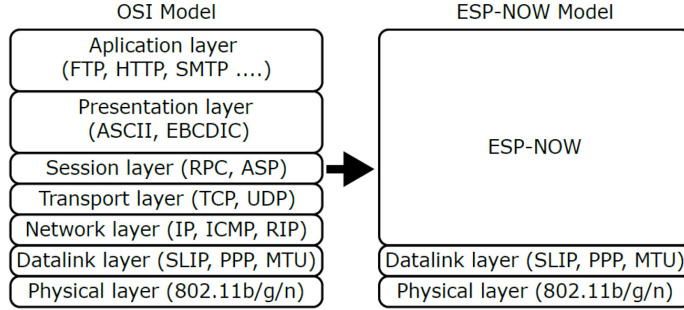 OSI Model
Aplication layer
(FTP, HTTP, SMTP ....)
Presentation layer
(ASCII, EBCDIC)
Session layer (RPC, ASP)
Transport layer (TCP, UDP)
Network layer (IP, ICMP, RIP)
Datalink layer (SLIP, PPP, MTU)
Physical layer (802.11b/g/n)
ESP-NOW Model
ESP-NOW
Datalink layer (SLIP, PPP, MTU)
Physical layer (802.11b/g/n)